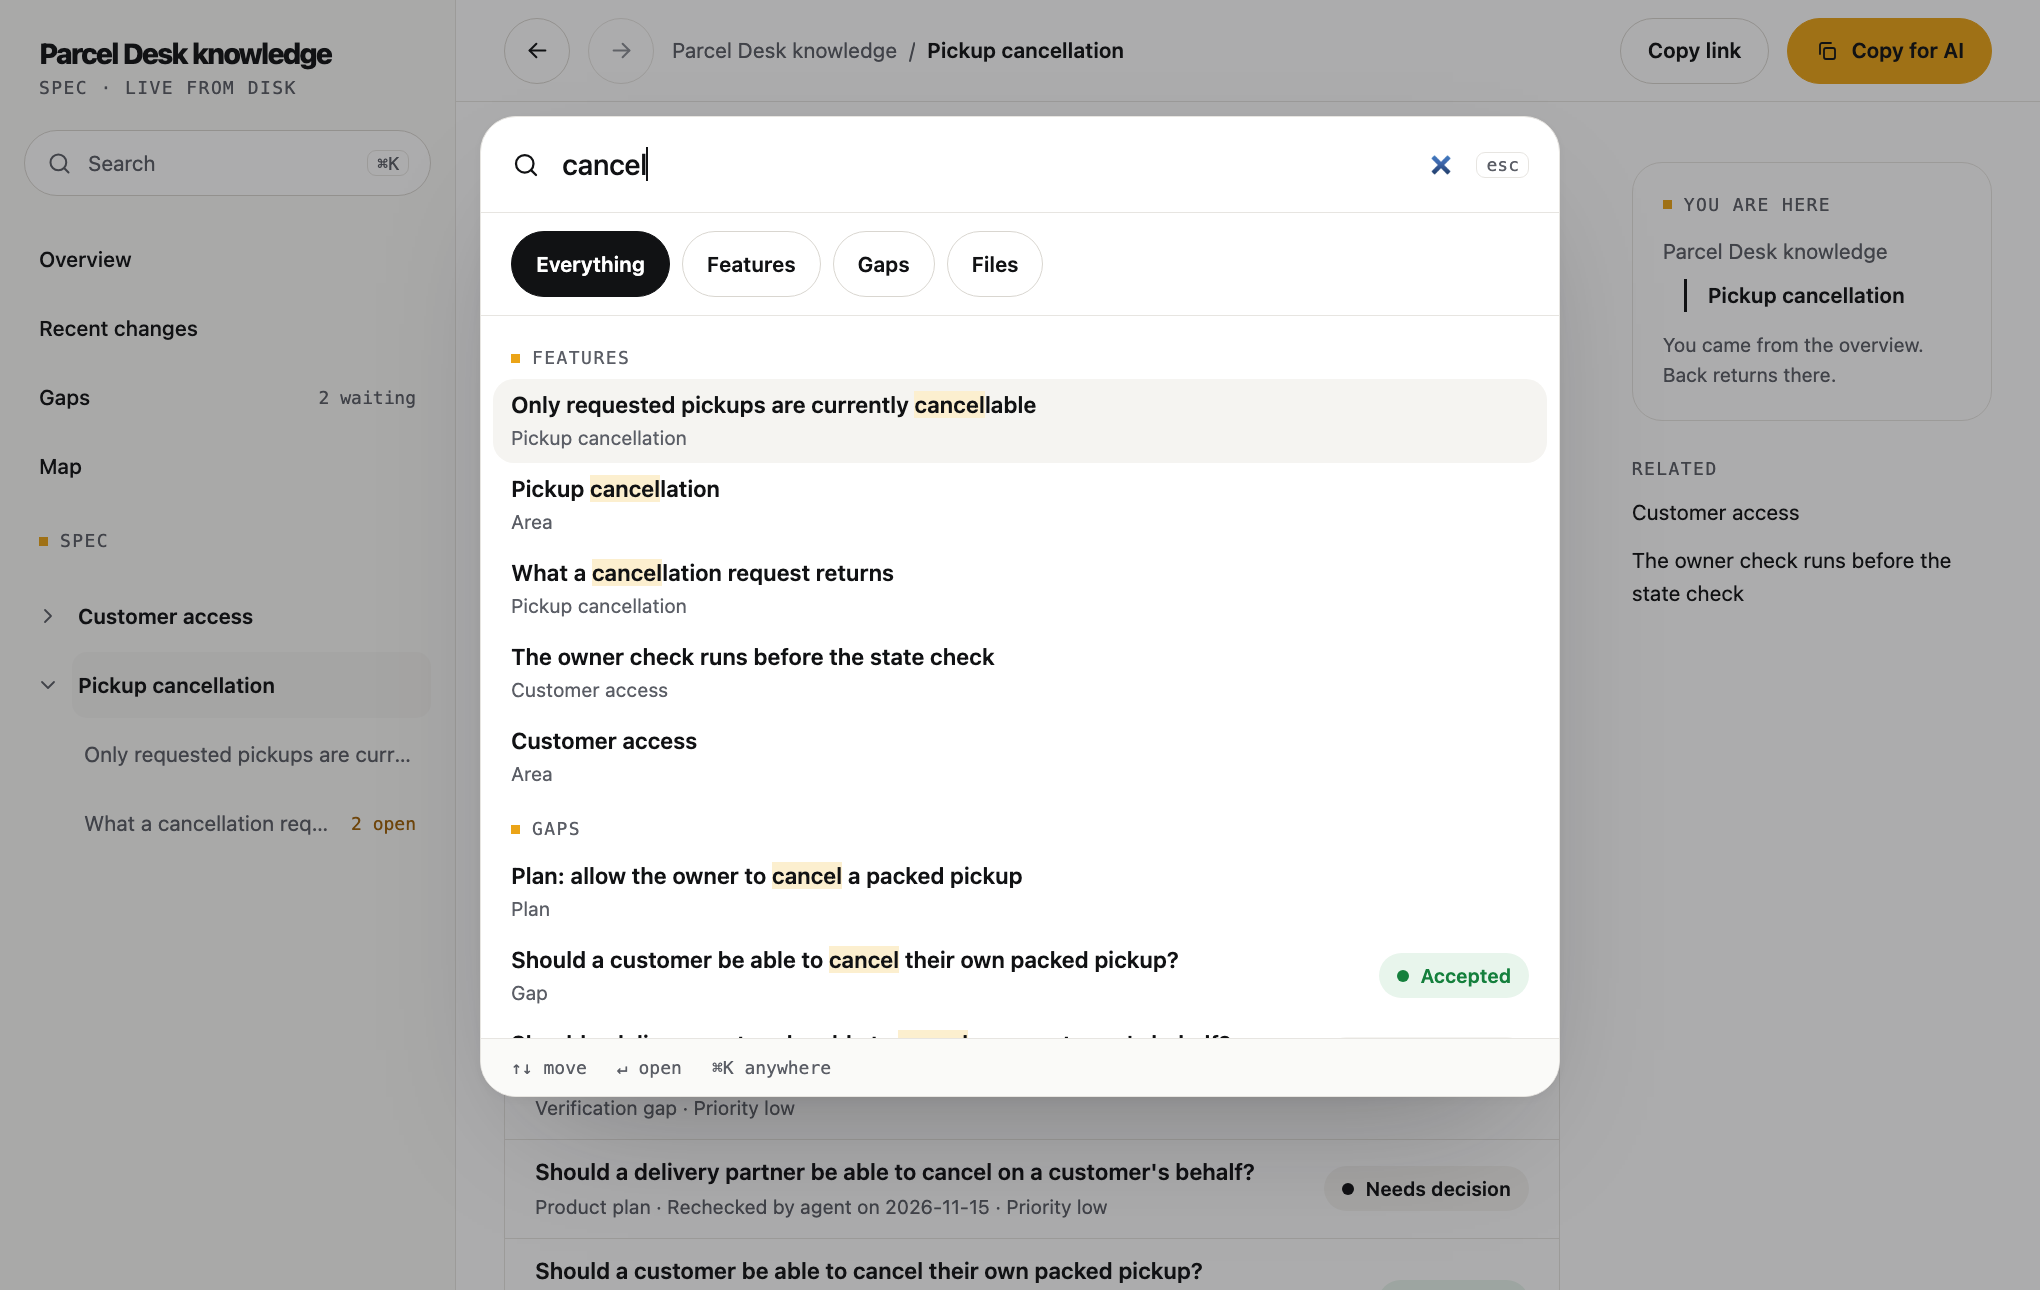 Parcel Desk knowledge
SPEC · LIVE FROM DISK
Search ⌘K
Overview
Recent changes
Gaps 2 waiting
Map
SPEC
Customer access
Pickup cancellation
Only requested pickups are curr...
What a cancellation req... 2 open
Parcel Desk knowledge / Pickup cancellation
Copy link
Copy for AI
cancel
esc
Everything
Features
Gaps
Files
FEATURES
Only requested pickups are currently cancellable
Pickup cancellation
Pickup cancellation
Area
What a cancellation request returns
Pickup cancellation
The owner check runs before the state check
Customer access
Customer access
Area
GAPS
Plan: allow the owner to cancel a packed pickup
Plan
Should a customer be able to cancel their own packed pickup?
Gap
Accepted
↑↓ move ↵ open ⌘K anywhere
Verification gap · Priority low
Should a delivery partner be able to cancel on a customer's behalf?
Product plan · Rechecked by agent on 2026-11-15 · Priority low
Needs decision
Should a customer be able to cancel their own packed pickup?
YOU ARE HERE
Parcel Desk knowledge
Pickup cancellation
You came from the overview.
Back returns there.
RELATED
Customer access
The owner check runs before the
state check